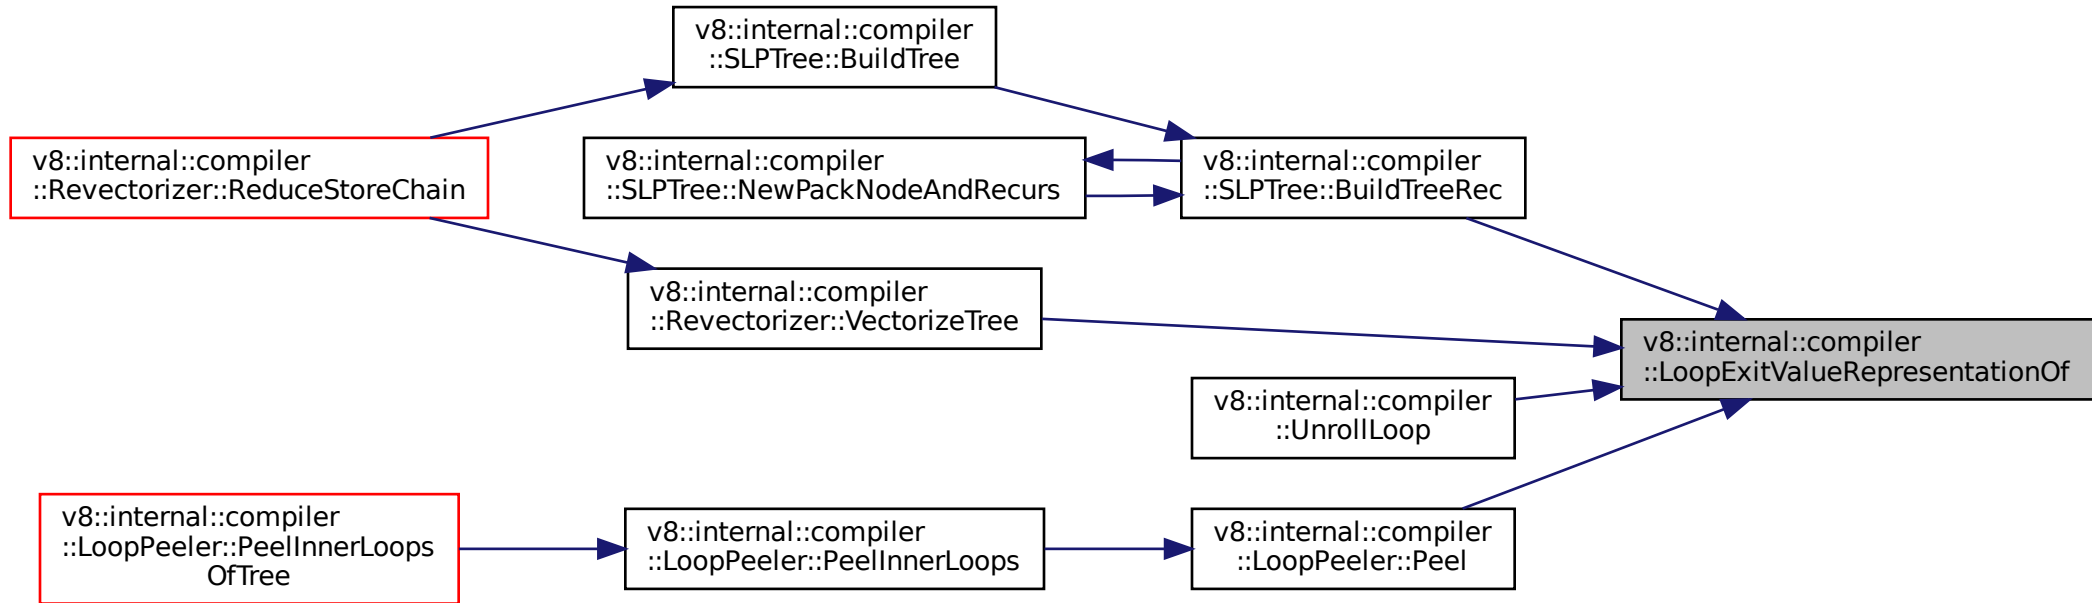 v8::internal::compiler
::SLPTree::BuildTree
v8::internal::compiler
::Revectorizer::ReduceStoreChain
v8::internal::compiler
::SLPTree::NewPackNodeAndRecurs
v8::internal::compiler
::SLPTree::BuildTreeRec
v8::internal::compiler
::Revectorizer::VectorizeTree
v8::internal::compiler
::LoopExitValueRepresentationOf
v8::internal::compiler
::UnrollLoop
v8::internal::compiler
::LoopPeeler::PeelInnerLoops
OfTree
v8::internal::compiler
::LoopPeeler::PeelInnerLoops
v8::internal::compiler
::LoopPeeler::Peel